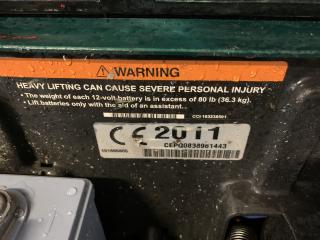 WARNING
HEAVY LIFTING CAN CAUSE SEVERE PERSONAL INJURY
• The weight of each 12-volt battery is in excess of 80 lb (36.3 kg).
• Lift batteries only with the aid of an assistant.
CE 2011
CEPG0838961443